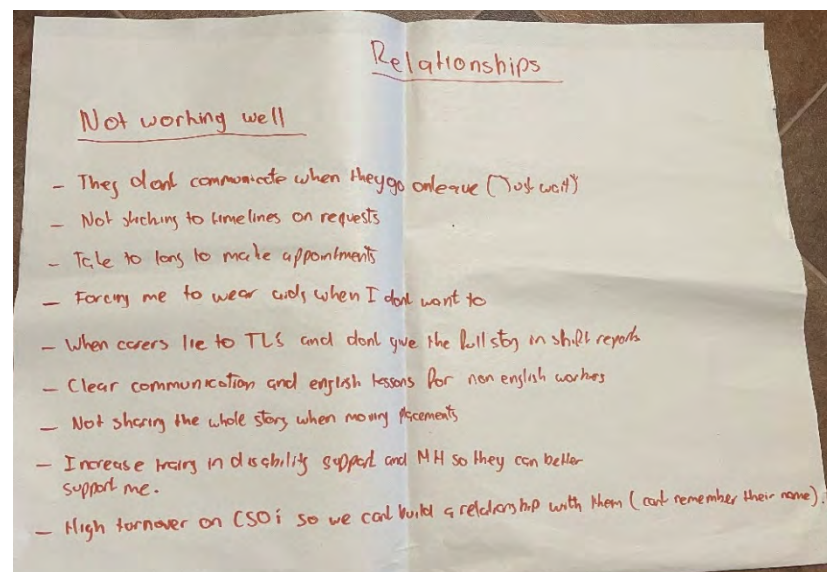 Relationships
Not working well
- They dont communicate when they go on leave (Just wait)
- Not sticking to timelines on requests
- Take to long to make appointments
- Forcing me to wear aids when I dont want to
- When carers lie to TL's and dont give the full story in shift reports
- Clear communication and english lessons for non english workers
- Not sharing the whole story when moving placements
- Increase traing in disability support and MH so they can better
support me.
- High turnover on CSO's so we cant build a relationship with them (cant remember their name).